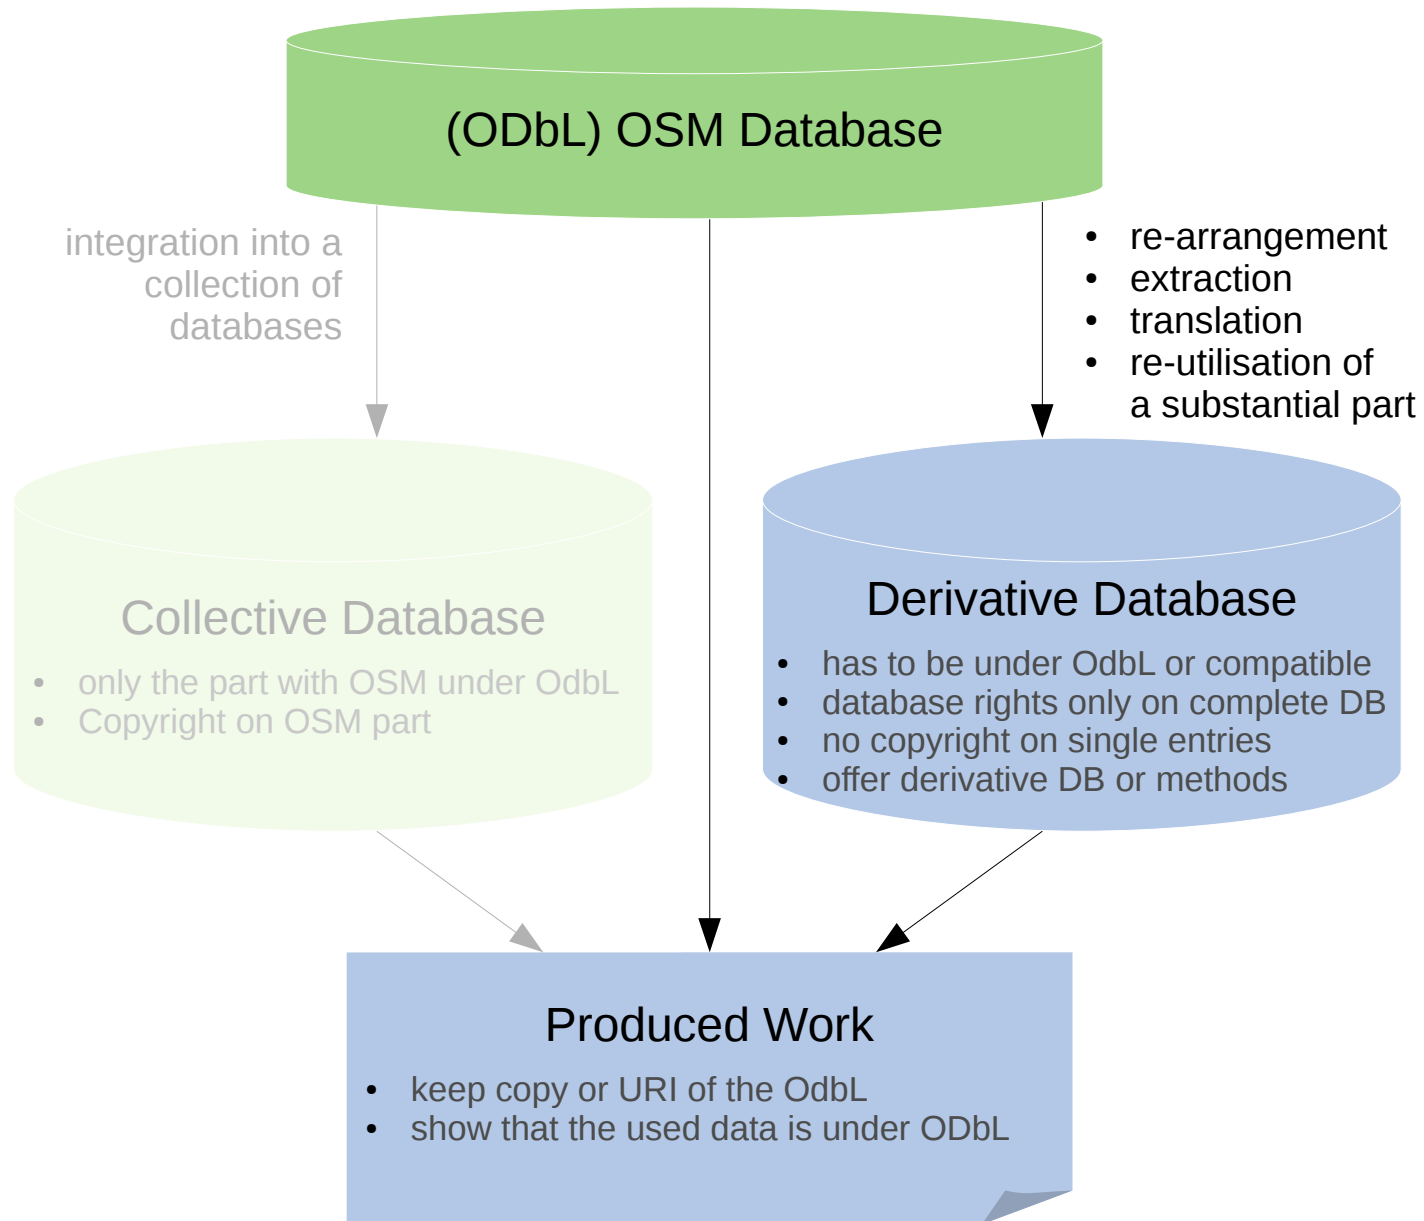 (ODbL) OSM Database
integration into a
collection of
databases
• re-arrangement
• extraction
• translation
• re-utilisation of
a substantial part
Collective Database
• only the part with OSM under OdbL
• Copyright on OSM part
Derivative Database
• has to be under OdbL or compatible
• database rights only on complete DB
• no copyright on single entries
• offer derivative DB or methods
Produced Work
• keep copy or URI of the OdbL
• show that the used data is under ODbL